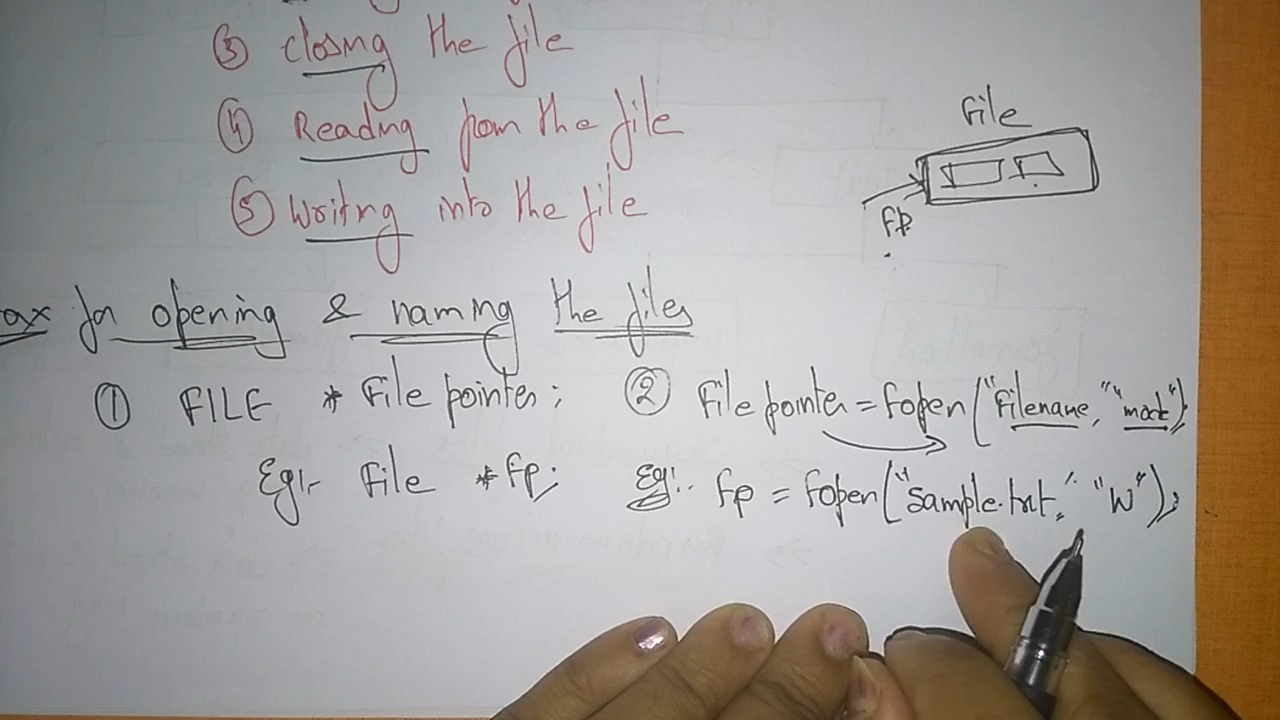 ③ closing the file
④ Reading from the file
File
⑤ Writing into the file
fp
ax for opening & naming the files
① FILE * File pointer;
② File pointer = fopen("Filename", "mode");
Eg:- File *fp;
Eg:- fp = fopen("sample.txt", "w");